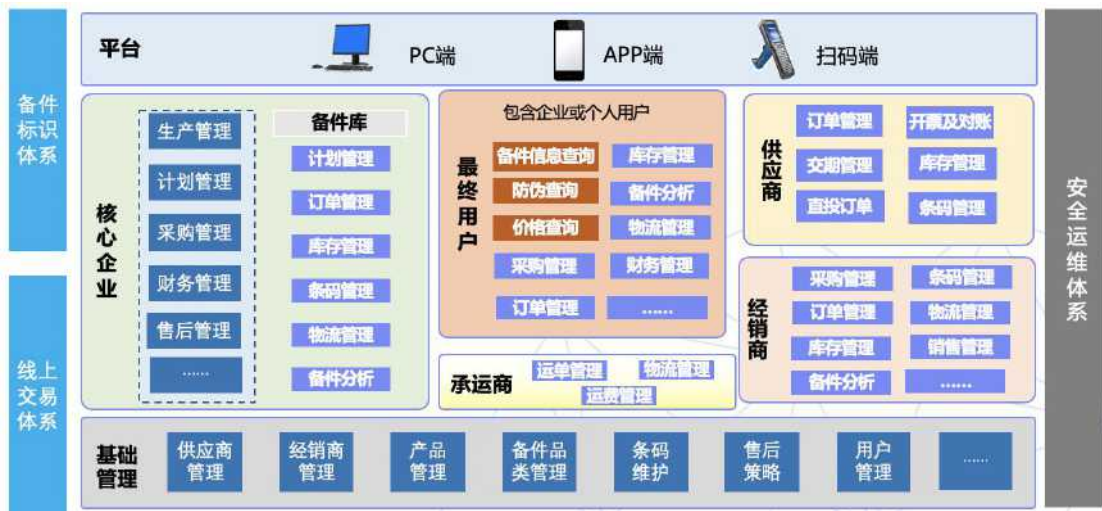 备件
标识
体系
线上
交易
体系
平台
PC端
APP端
扫码端
核心企业
生产管理
计划管理
采购管理
财务管理
售后管理
......
备件库
计划管理
订单管理
库存管理
条码管理
物流管理
备件分析
最终用户
包含企业或个人用户
备件信息查询
库存管理
防伪查询
备件分析
价格查询
物流管理
采购管理
财务管理
订单管理
......
承运商
运单管理
物流管理
运费管理
供应商
订单管理
开票及对账
交期管理
库存管理
直投订单
条码管理
经销商
采购管理
条码管理
订单管理
物流管理
库存管理
销售管理
备件分析
......
基础
管理
供应商
管理
经销商
管理
产品
管理
备件品
类管理
条码
维护
售后
策略
用户
管理
......
安全运维体系